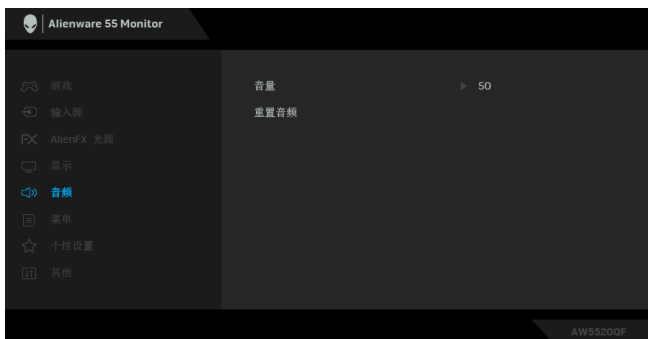 Alienware 55 Monitor
游戏
音量 50
输入源
重置音频
AlienFX 光源
显示
音频
菜单
个性设置
其他
AW5520QF